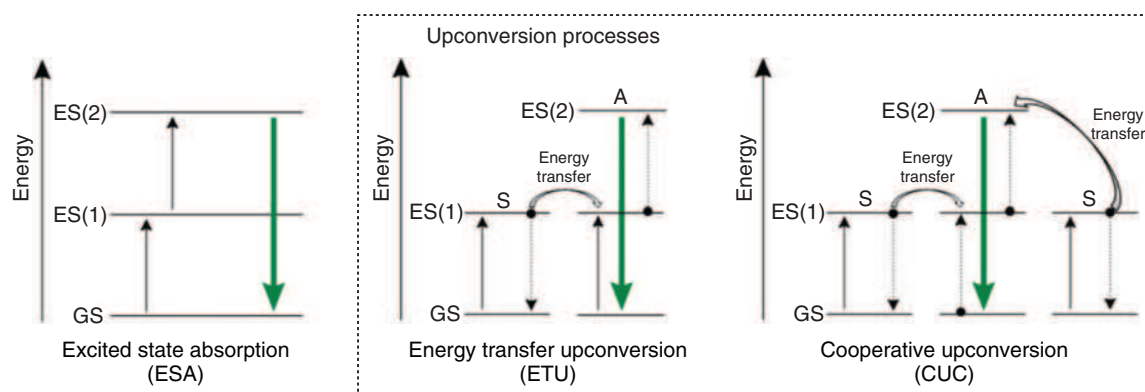 Upconversion processes
Energy
ES(2)
ES(1)
GS
Excited state absorption
(ESA)
Energy
A
ES(2)
Energy
transfer
S
ES(1)
GS
Energy transfer upconversion
(ETU)
Energy
A
ES(2)
Energy
transfer
Energy
transfer
S
S
ES(1)
GS
Cooperative upconversion
(CUC)